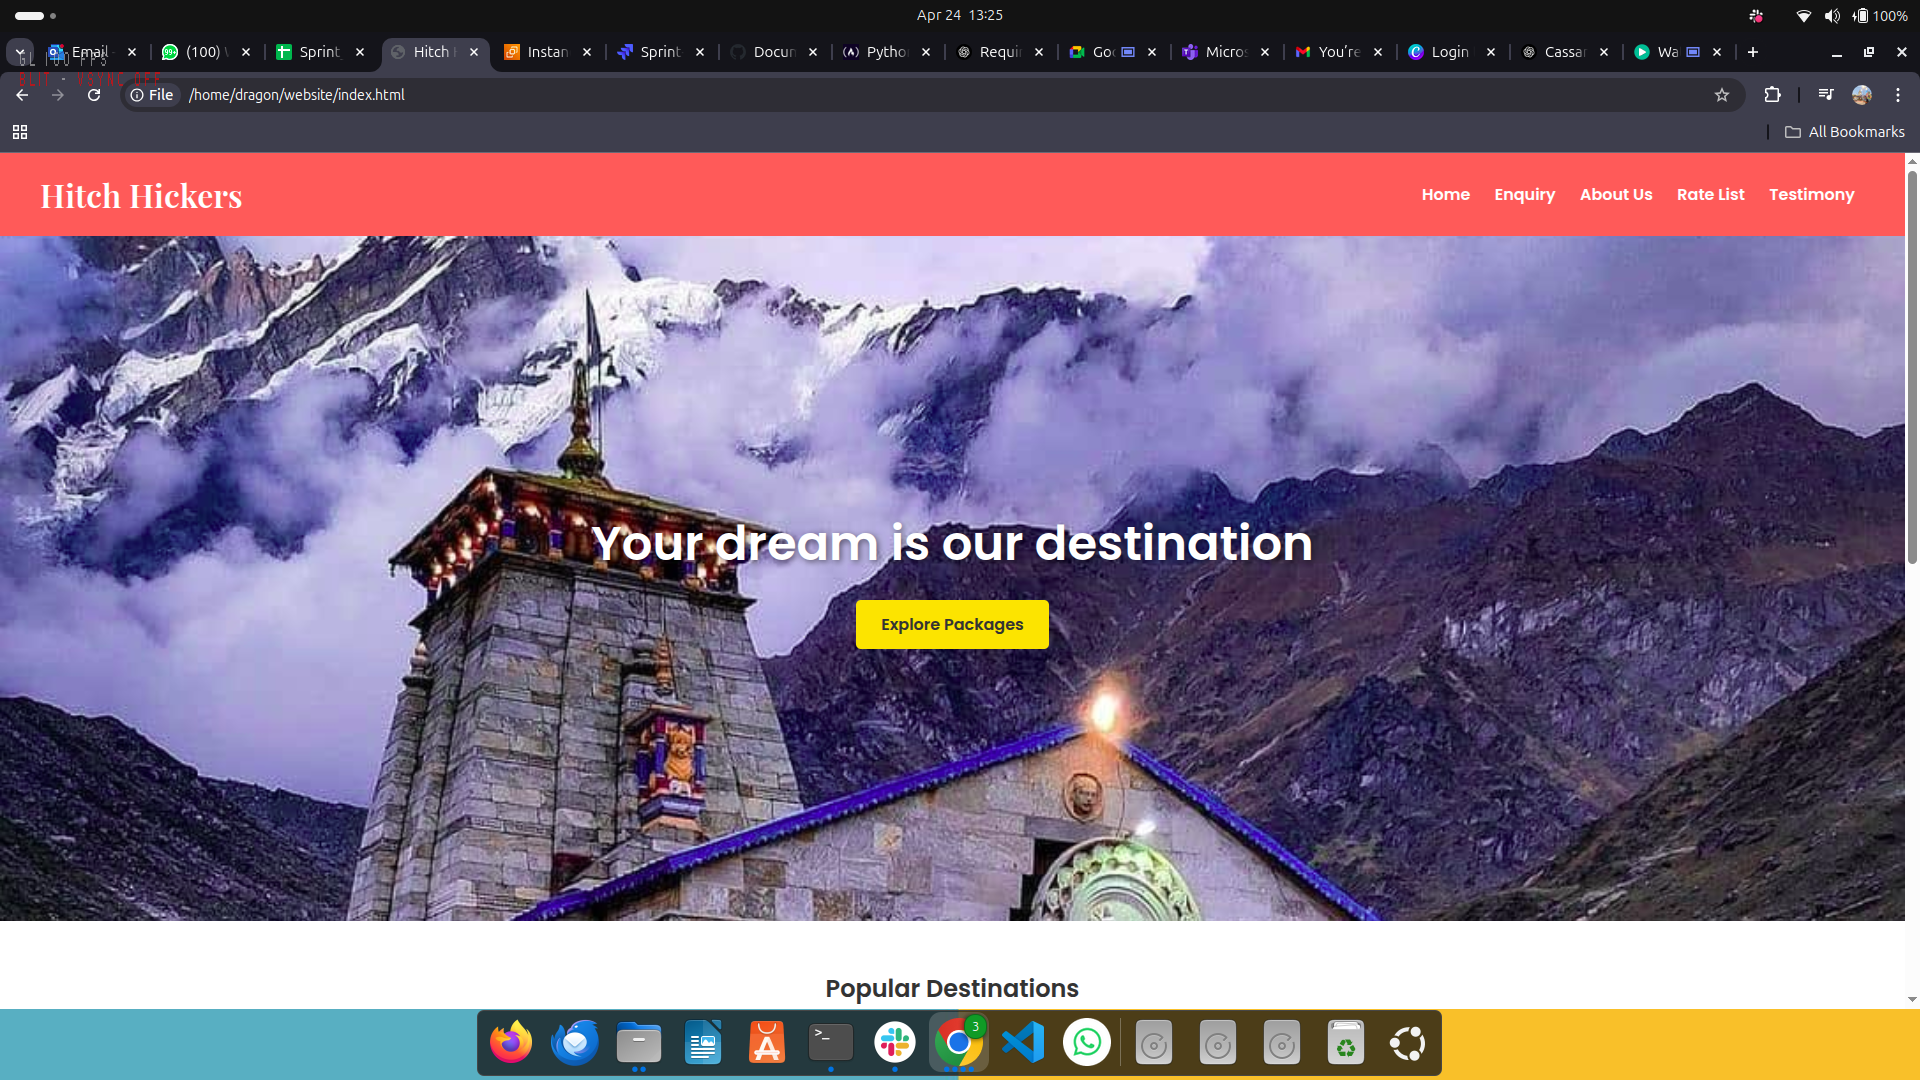 Apr 24 13:25
100%
Email
(100)
Sprint
Hitch
Instan
Sprint
Docun
Pytho
Requi
Goo
Micros
You're
Login
Cassar
Wa
GL 100 FPS
BLIT - VSYNC OFF
File
/home/dragon/website/index.html
All Bookmarks
Hitch Hickers
Home
Enquiry
About Us
Rate List
Testimony
Your dream is our destination
Explore Packages
Popular Destinations
3